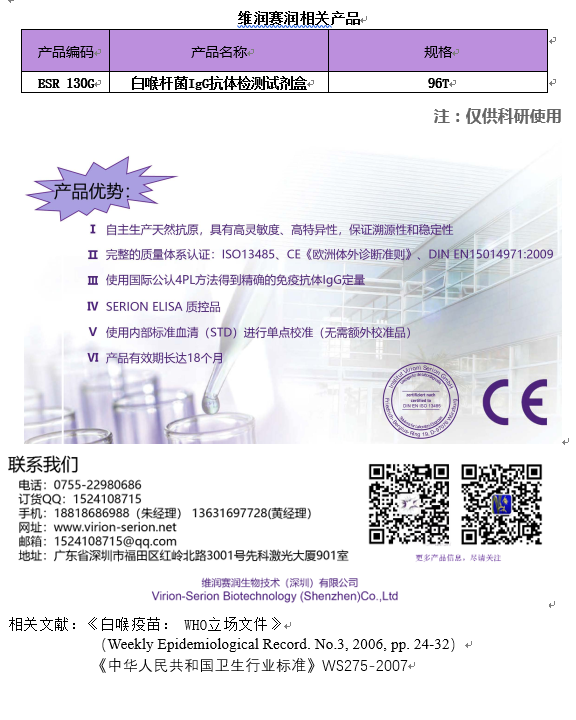 维润赛润相关产品
产品编码 产品名称 规格
ESR 130G 白喉杆菌IgG抗体检测试剂盒 96T
注：仅供科研使用
产品优势：
Ⅰ 自主生产天然抗原，具有高灵敏度、高特异性，保证溯源性和稳定性
Ⅱ 完整的质量体系认证：ISO13485、CE《欧洲体外诊断准则》、DIN EN15014971:2009
Ⅲ 使用国际公认4PL方法得到精确的免疫抗体IgG定量
Ⅳ SERION ELISA 质控品
Ⅴ 使用内部标准血清（STD）进行单点校准（无需额外校准品）
Ⅵ 产品有效期长达18个月
Institut Virion Serion GmbH
certified to
DIN EN ISO 13485
CE
联系我们
电话：0755-22980686
订货QQ：1524108715
手机：18818686988（朱经理） 13631697728(黄经理)
网址：www.virion-serion.net
邮箱：1524108715@qq.com
地址：广东省深圳市福田区红岭北路3001号先科激光大厦901室
更多产品信息，尽请关注
维润赛润生物技术（深圳）有限公司
Virion-Serion Biotechnology (Shenzhen)Co.,Ltd
相关文献：《白喉疫苗： WHO立场文件》
（Weekly Epidemiological Record. No.3, 2006, pp. 24-32）
《中华人民共和国卫生行业标准》WS275-2007